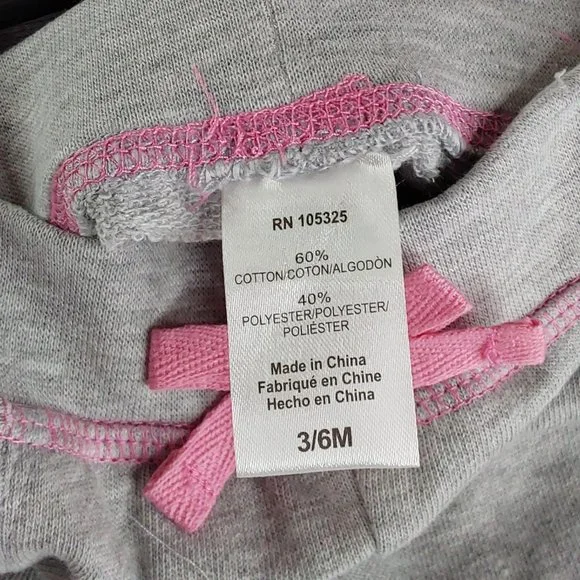 RN 105325
60%
COTTON/COTON/ALGODÒN
40%
POLYESTER/POLYESTER/
POLIÈSTER
Made in China
Fabriqué en Chine
Hecho en China
3/6M